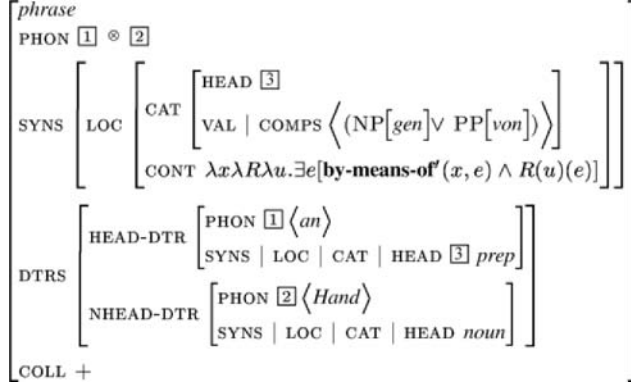 phrase
PHON 1 ⊗ 2
HEAD 3
CAT
VAL | COMPS ⟨(NP[gen]∨ PP[von])⟩
SYNS LOC
CONT λxλRλu.∃e[by-means-of′(x, e) ∧ R(u)(e)]
PHON 1 ⟨an⟩
HEAD-DTR
SYNS | LOC | CAT | HEAD 3 prep
DTRS
PHON 2 ⟨Hand⟩
NHEAD-DTR
SYNS | LOC | CAT | HEAD noun
COLL +